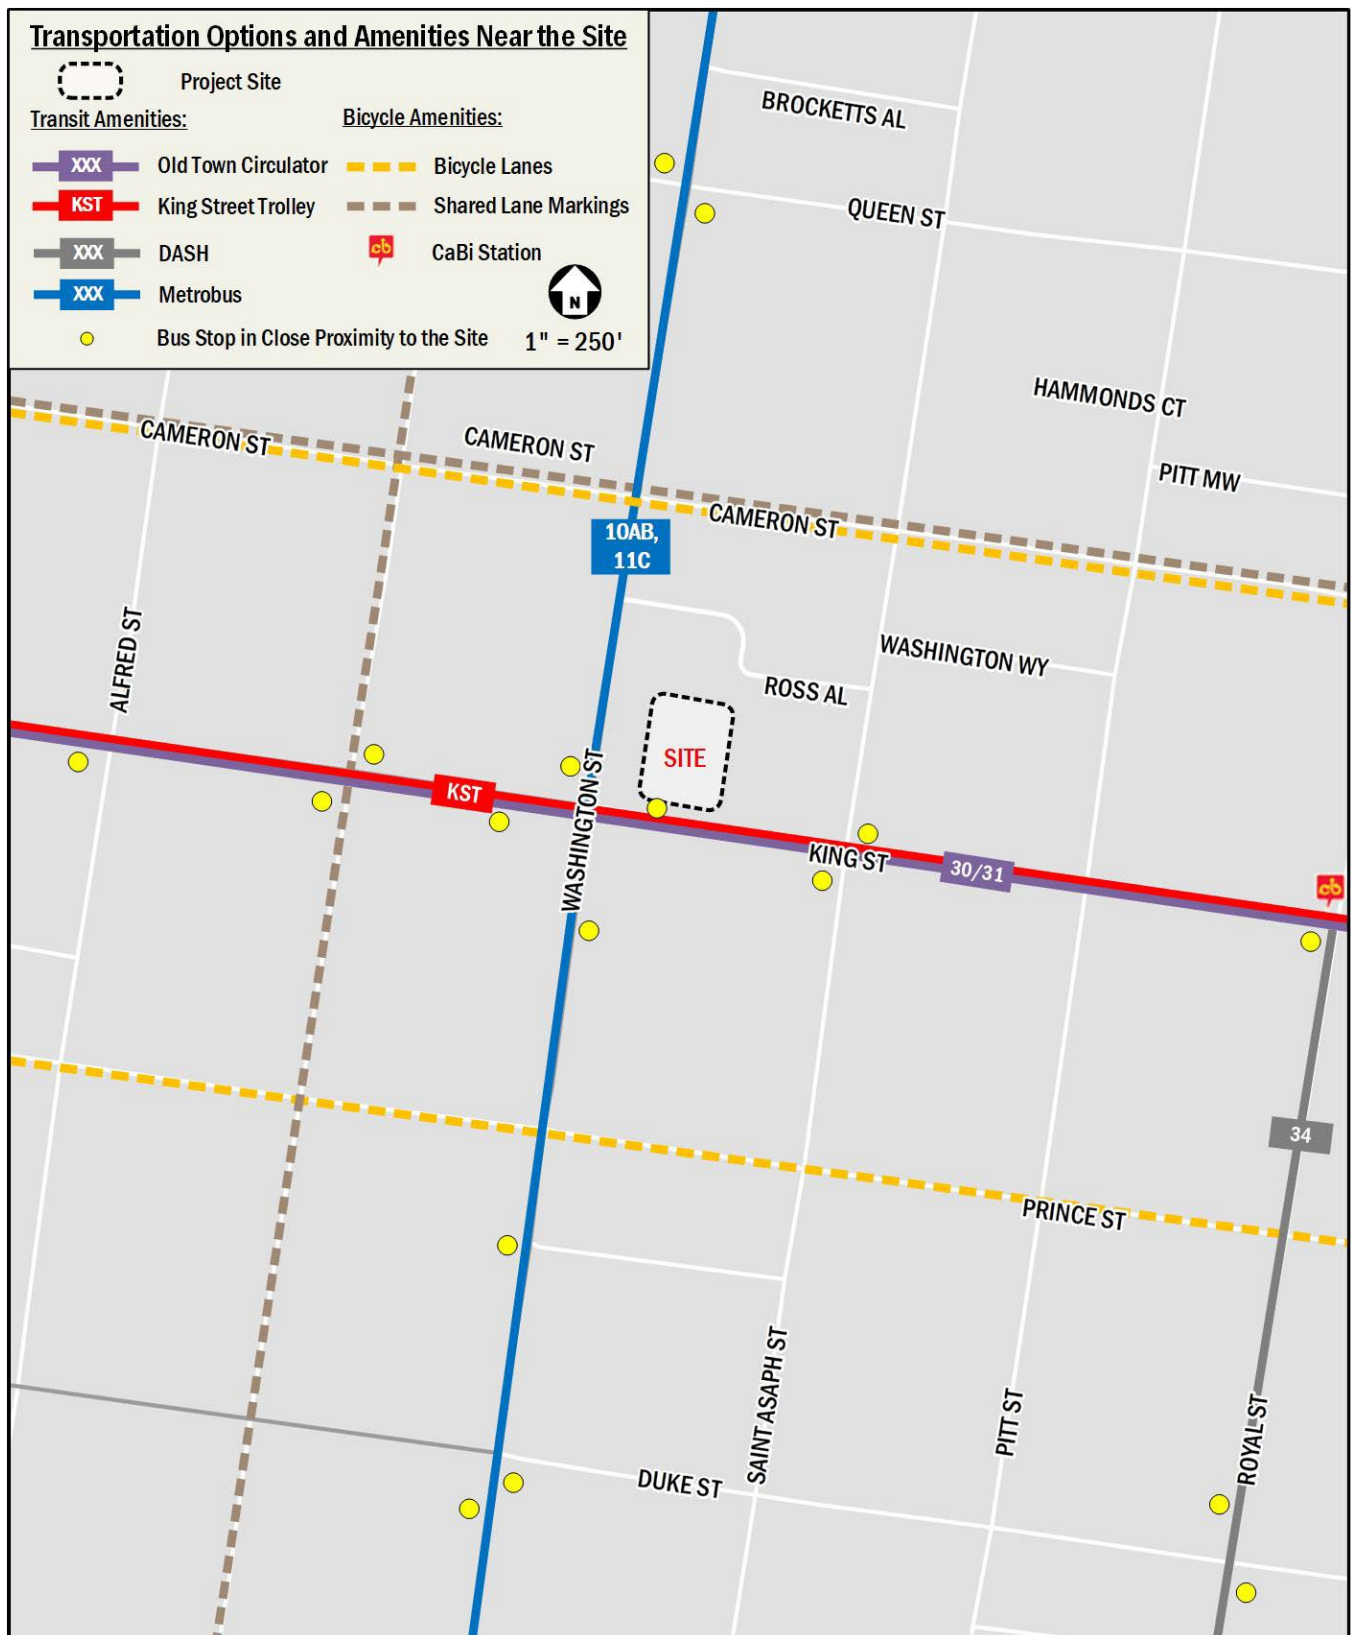 Transportation Options and Amenities Near the Site
Project Site
Transit Amenities:
Bicycle Amenities:
XXX Old Town Circulator
Bicycle Lanes
KST King Street Trolley
Shared Lane Markings
XXX DASH
cb CaBi Station
XXX Metrobus
N
Bus Stop in Close Proximity to the Site
1" = 250'
BROCKETTS AL
QUEEN ST
HAMMONDS CT
CAMERON ST
CAMERON ST
PITT MW
CAMERON ST
10AB,
11C
ALFRED ST
WASHINGTON WY
ROSS AL
SITE
KST
WASHINGTON ST
KING ST
30/31
cb
34
PRINCE ST
SAINT ASAPH ST
PITT ST
ROYAL ST
DUKE ST